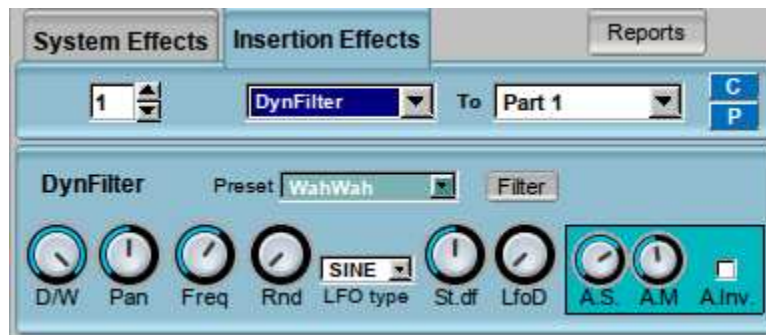 System Effects Insertion Effects Reports
1 DynFilter To Part 1 C
P
DynFilter Preset WahWah Filter
SINE
D/W Pan Freq Rnd LFO type St.df LfoD A.S. A.M A.Inv.